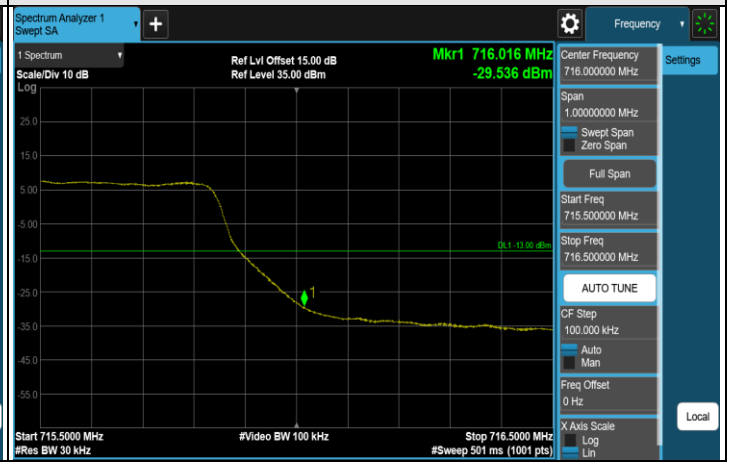 Spectrum Analyzer 1
Swept SA
Frequency
1 Spectrum
Scale/Div 10 dB
Log
Ref Lvl Offset 15.00 dB
Ref Level 35.00 dBm
Mkr1 716.016 MHz
-29.536 dBm
25.0
15.0
5.00
-5.00
-15.0
-25.0
-35.0
-45.0
-55.0
DL1 -13.00 dBm
1
Start 715.5000 MHz
#Res BW 30 kHz
#Video BW 100 kHz
Stop 716.5000 MHz
#Sweep 501 ms (1001 pts)
Center Frequency
716.000000 MHz
Settings
Span
1.00000000 MHz
Swept Span
Zero Span
Full Span
Start Freq
715.500000 MHz
Stop Freq
716.500000 MHz
AUTO TUNE
CF Step
100.000 kHz
Auto
Man
Freq Offset
0 Hz
X Axis Scale
Log
Lin
Local